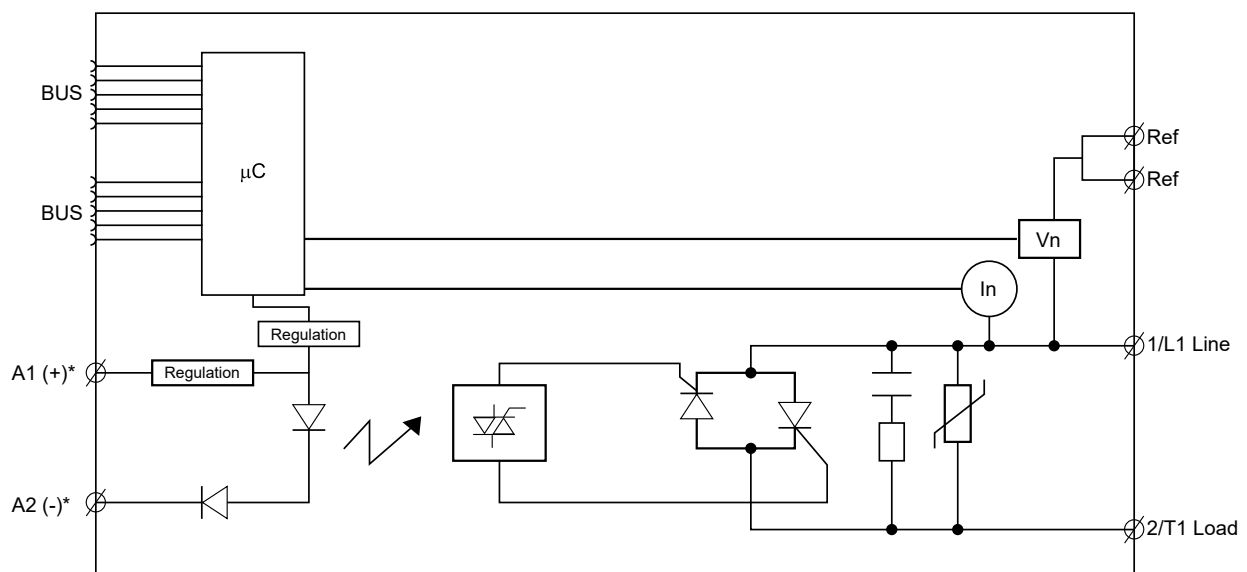 BUS
μC
Ref
Ref
BUS
Vn
In
Regulation
1/L1 Line
A1 (+)*
Regulation
A2 (-)*
2/T1 Load